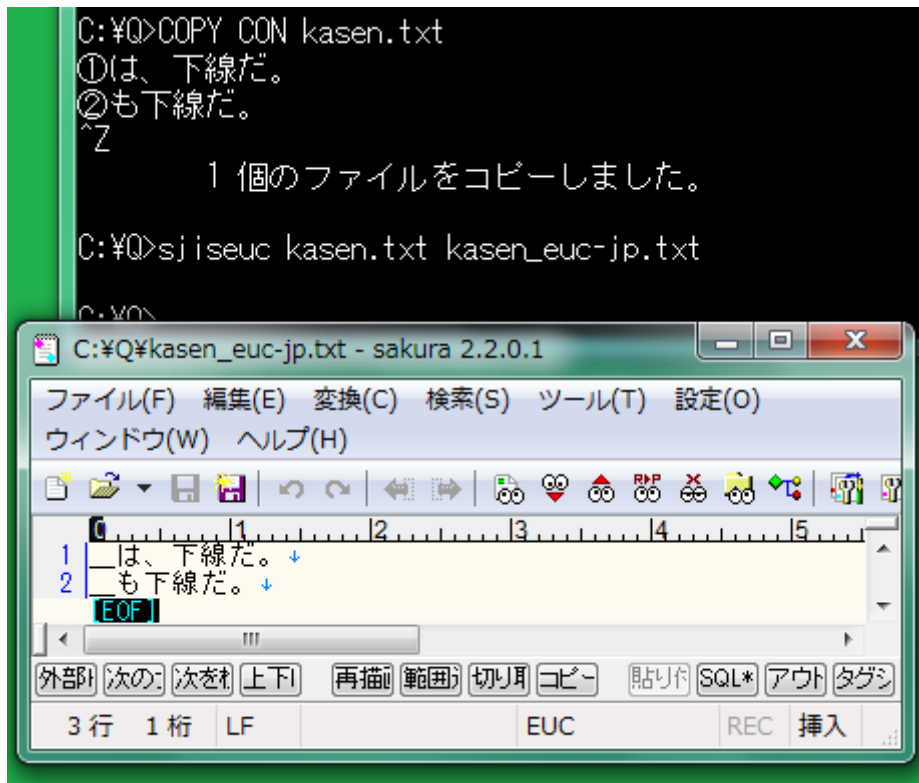 C:¥Q>COPY CON kasen.txt
①は、下線だ。
②も下線だ。
^Z
1 個のファイルをコピーしました。
C:¥Q>sjiseuc kasen.txt kasen_euc-jp.txt
C:¥Q>
C:¥Q¥kasen_euc-jp.txt - sakura 2.2.0.1
ファイル(F) 編集(E) 変換(C) 検索(S) ツール(T) 設定(O)
ウィンドウ(W) ヘルプ(H)
0 1 2 3 4 5
1 __は、下線だ。↓
2 __も下線だ。↓
[EOF]
外部 次の 次を 上下 再描画 範囲 切り取 コピー 貼り付 SQL* アウト タグジ
3 行 1 桁 LF EUC REC 挿入